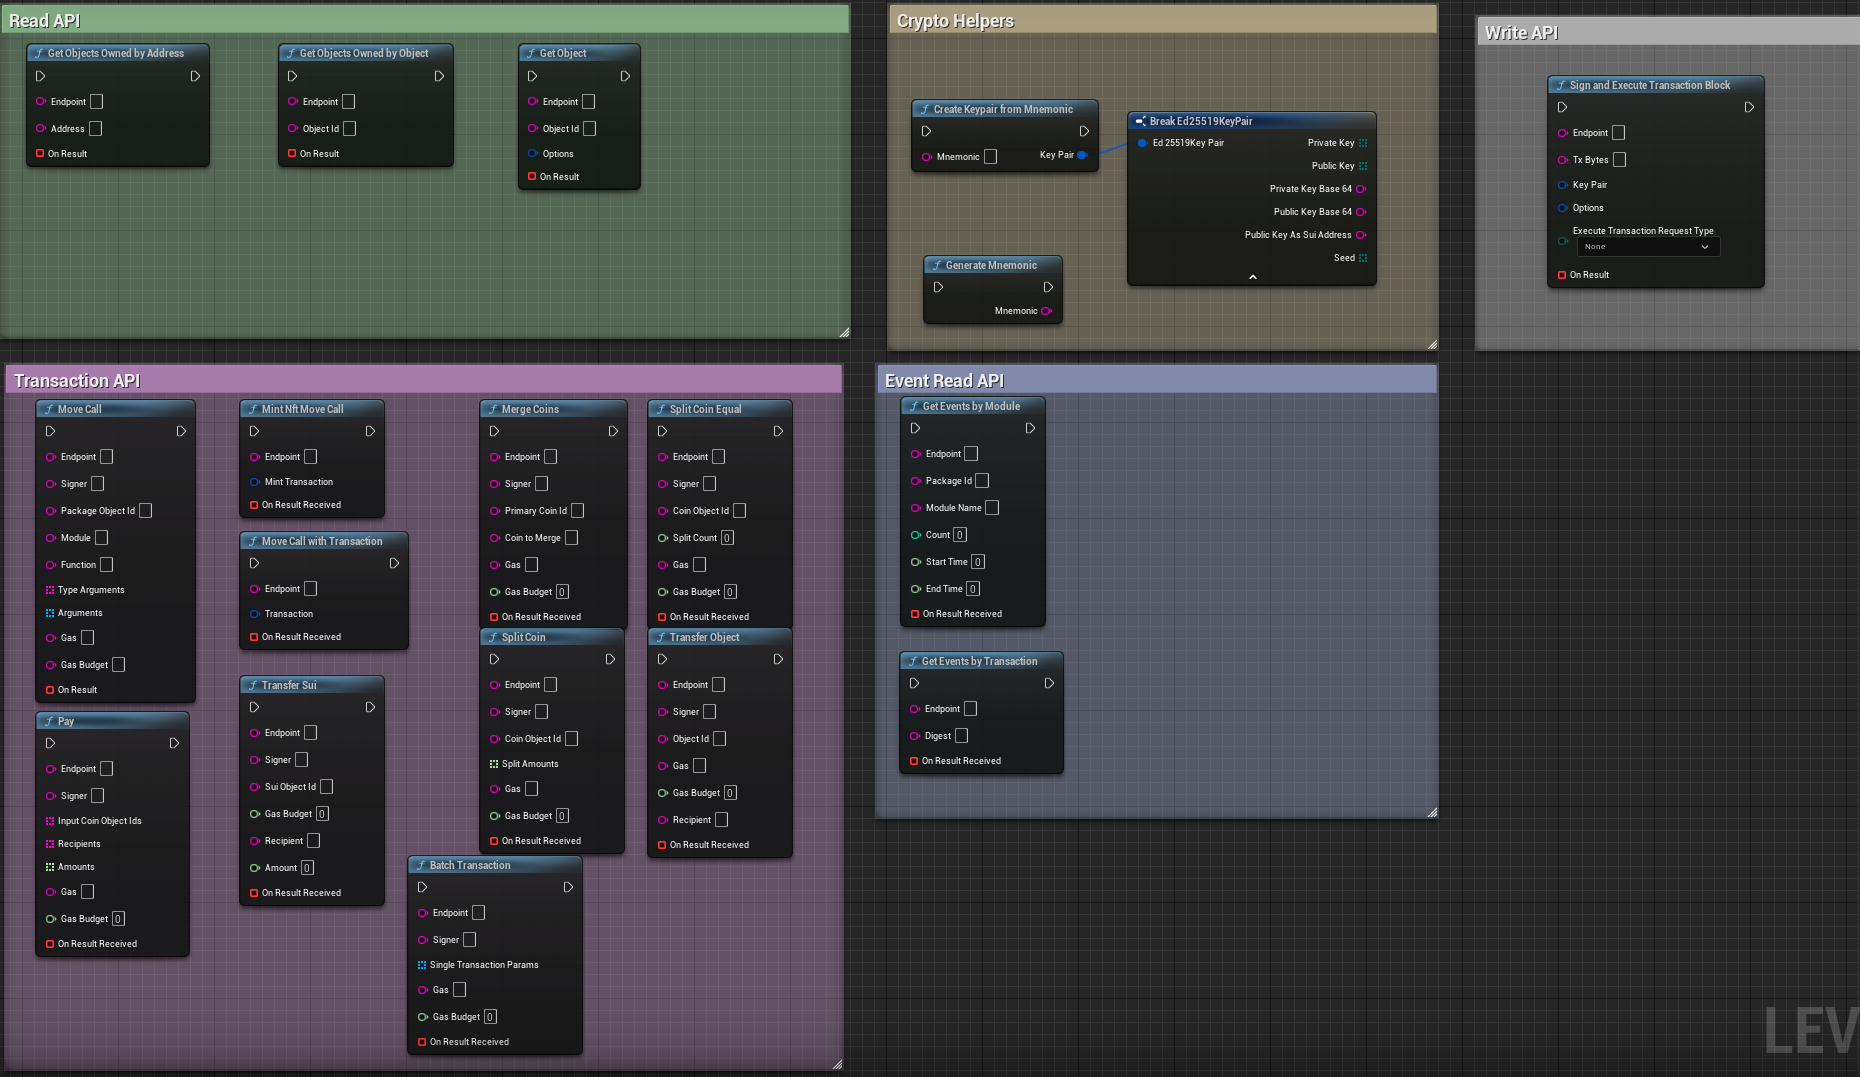 Read API
Get Objects Owned by Address
Endpoint
Address
On Result
Get Objects Owned by Object
Endpoint
Object Id
On Result
Get Object
Endpoint
Object Id
Options
On Result
Crypto Helpers
Create Keypair from Mnemonic
Mnemonic
Key Pair
Break Ed25519KeyPair
Ed 25519Key Pair
Private Key
Public Key
Private Key Base 64
Public Key Base 64
Public Key As Sui Address
Seed
Generate Mnemonic
Mnemonic
Write API
Sign and Execute Transaction Block
Endpoint
Tx Bytes
Key Pair
Options
Execute Transaction Request Type
None
On Result
Transaction API
Move Call
Endpoint
Signer
Package Object Id
Module
Function
Type Arguments
Arguments
Gas
Gas Budget
On Result
Pay
Endpoint
Signer
Input Coin Object Ids
Recipients
Amounts
Gas
Gas Budget 0
On Result Received
Mint Nft Move Call
Endpoint
Mint Transaction
On Result Received
Move Call with Transaction
Endpoint
Transaction
On Result Received
Transfer Sui
Endpoint
Signer
Sui Object Id
Gas Budget 0
Recipient
Amount 0
On Result Received
Merge Coins
Endpoint
Signer
Primary Coin Id
Coin to Merge
Gas
Gas Budget 0
On Result Received
Split Coin
Endpoint
Signer
Coin Object Id
Split Amounts
Gas
Gas Budget 0
On Result Received
Split Coin Equal
Endpoint
Signer
Coin Object Id
Split Count 0
Gas
Gas Budget 0
On Result Received
Transfer Object
Endpoint
Signer
Object Id
Gas
Gas Budget 0
Recipient
On Result Received
Batch Transaction
Endpoint
Signer
Single Transaction Params
Gas
Gas Budget 0
On Result Received
Event Read API
Get Events by Module
Endpoint
Package Id
Module Name
Count 0
Start Time 0
End Time 0
On Result Received
Get Events by Transaction
Endpoint
Digest
On Result Received
LEV